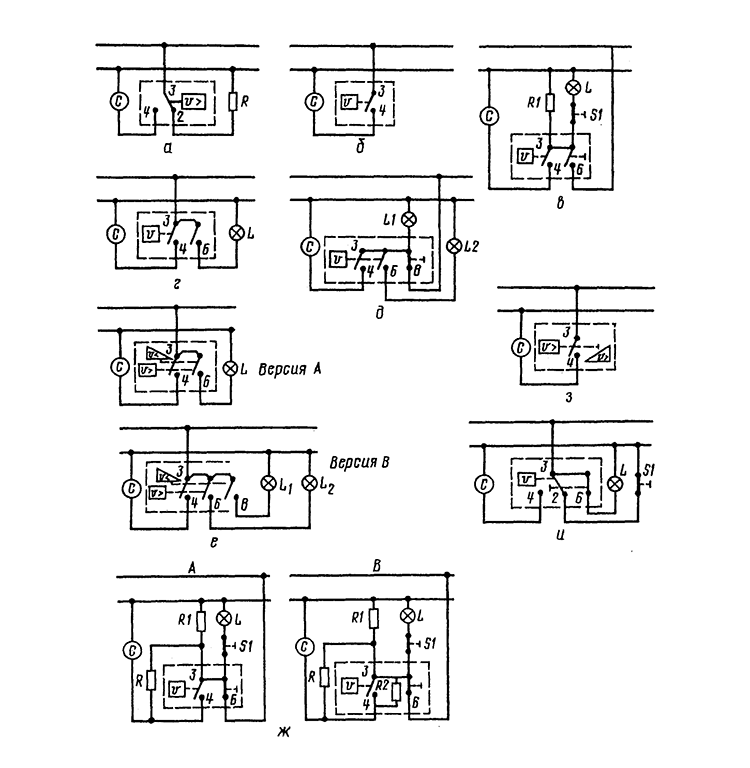 C 4 3 2 υ> R
а
C υ 3 4
б
C R1 L S1 υ 3 4 6
в
C υ 3 4 6 L
г
C L1 L2 υ 3 4 6 8
д
C υ< υ> 3 4 6 L Версия А
Версия В
C υ< υ> 3 4 6 8 L1 L2
е
C υ> 3 4 υ>
з
C υ 3 4 2 6 L S1
и
А
C R R1 L S1 υ 3 4 6
В
C R R1 L S1 υ 3 R2 4 6
ж